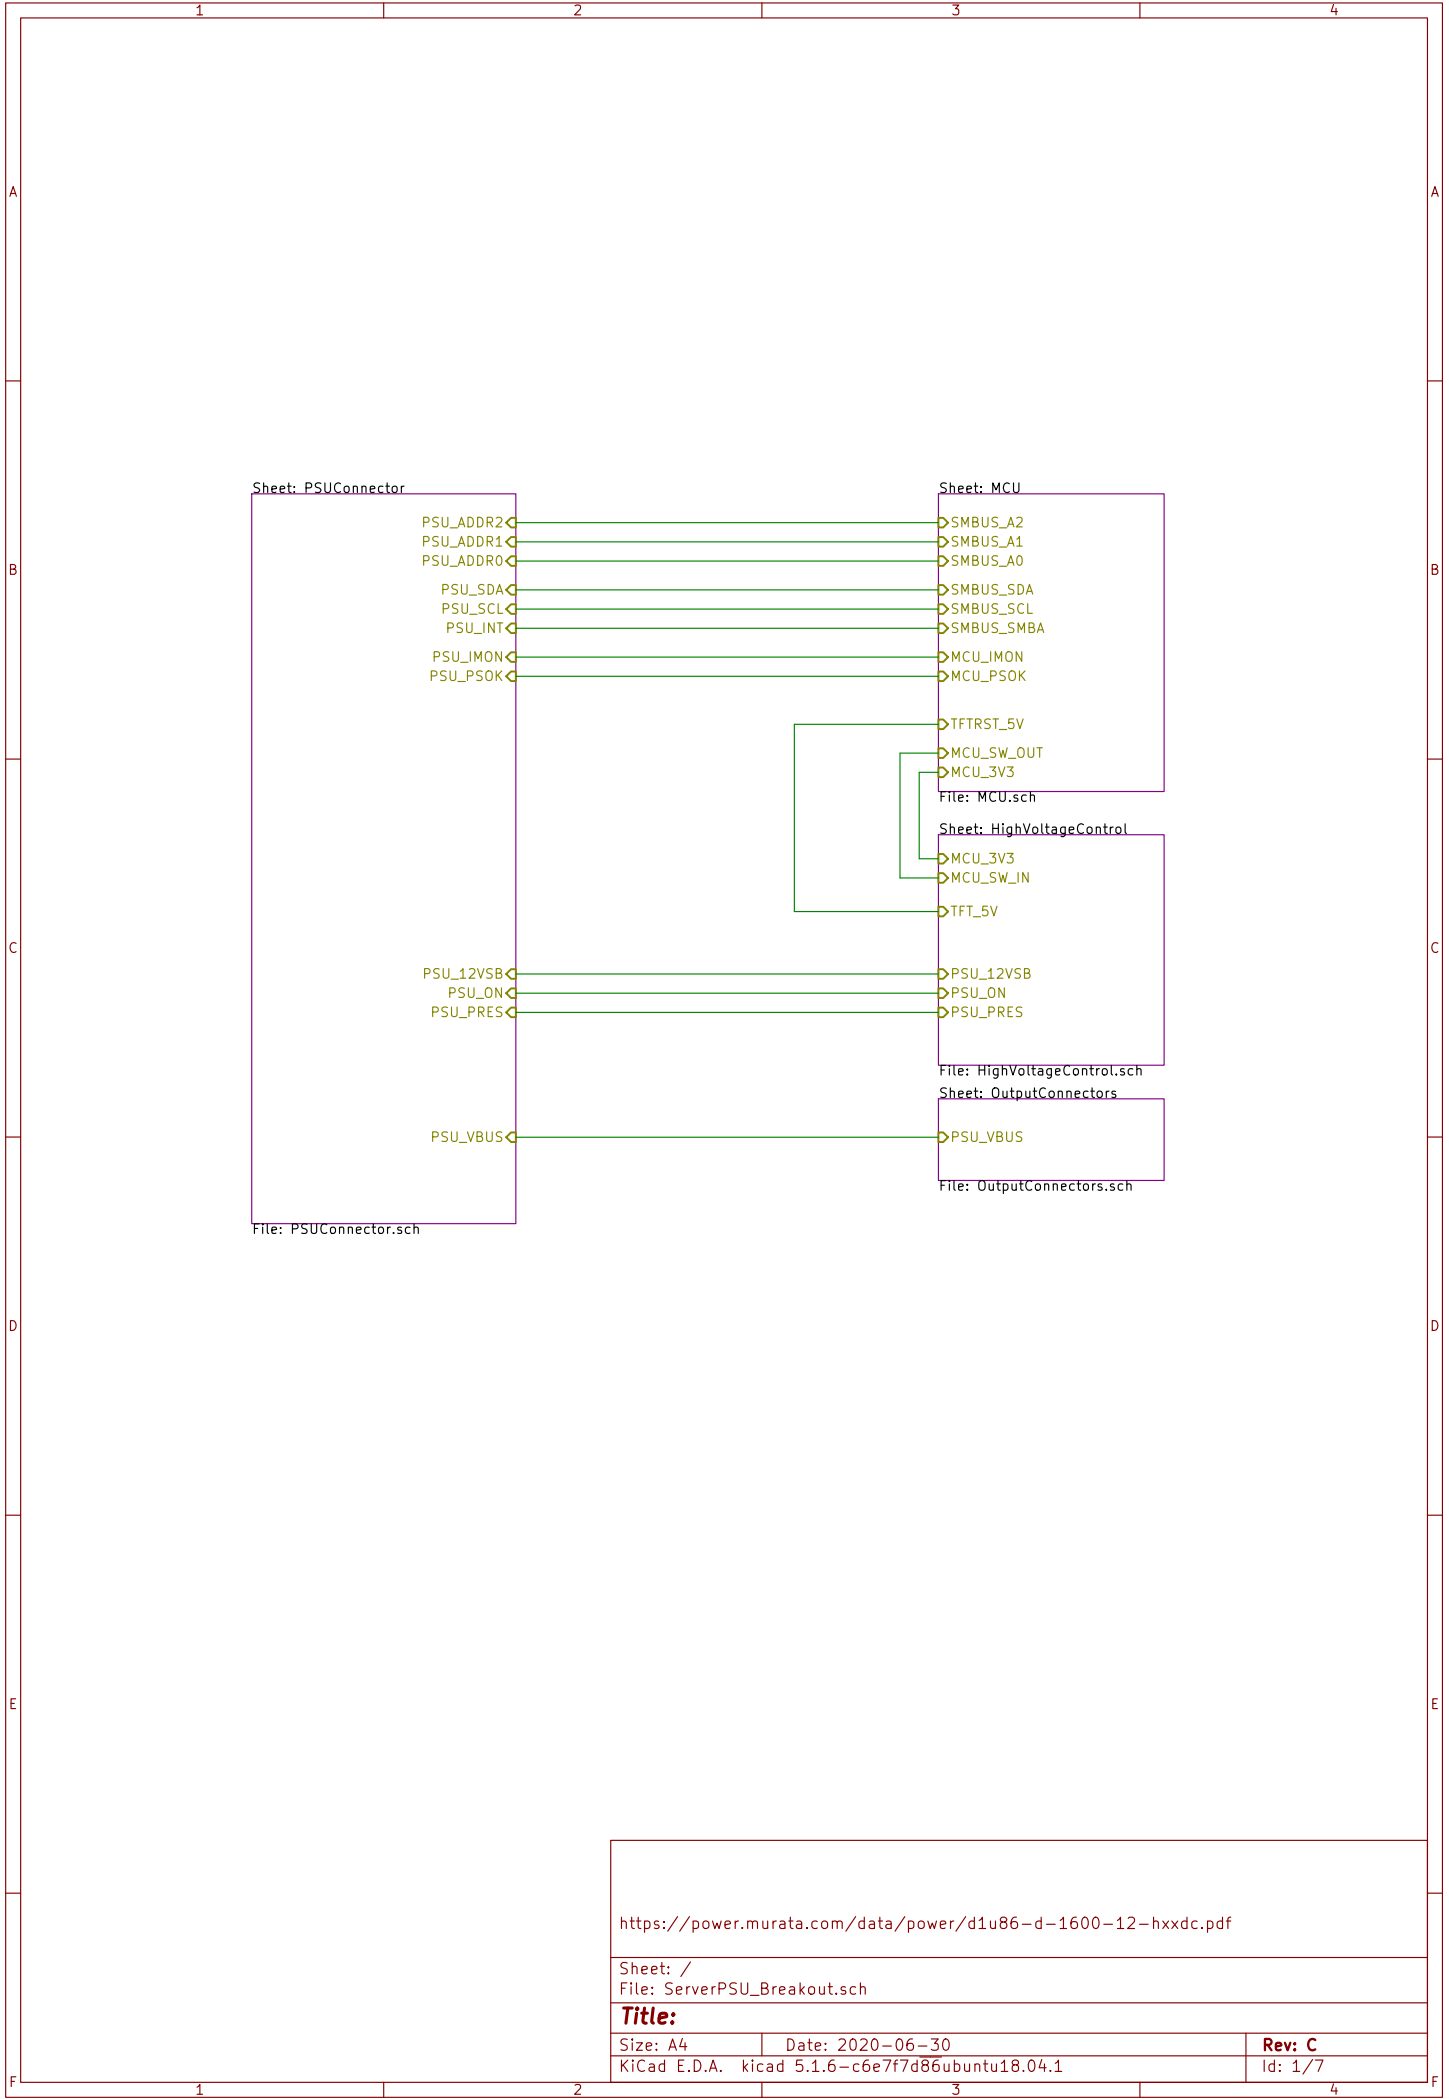 1 2 3 4
A A
Sheet: PSUConnector Sheet: MCU
PSU_ADDR2 SMBUS_A2
PSU_ADDR1 SMBUS_A1
PSU_ADDR0 SMBUS_A0
B B
PSU_SDA SMBUS_SDA
PSU_SCL SMBUS_SCL
PSU_INT SMBUS_SMBA
PSU_IMON MCU_IMON
PSU_PSOK MCU_PSOK
TFTRST_5V
MCU_SW_OUT
MCU_3V3
File: MCU.sch
Sheet: HighVoltageControl
MCU_3V3
MCU_SW_IN
TFT_5V
C C
PSU_12VSB PSU_12VSB
PSU_ON PSU_ON
PSU_PRES PSU_PRES
File: HighVoltageControl.sch
Sheet: OutputConnectors
PSU_VBUS PSU_VBUS
File: OutputConnectors.sch
File: PSUConnector.sch
D D
E E
https://power.murata.com/data/power/d1u86-d-1600-12-hxxdc.pdf
Sheet: /
File: ServerPSU_Breakout.sch
Title:
Size: A4 Date: 2020-06-30 Rev: C
KiCad E.D.A. kicad 5.1.6-c6e7f7d86ubuntu18.04.1 Id: 1/7
F F
1 2 3 4